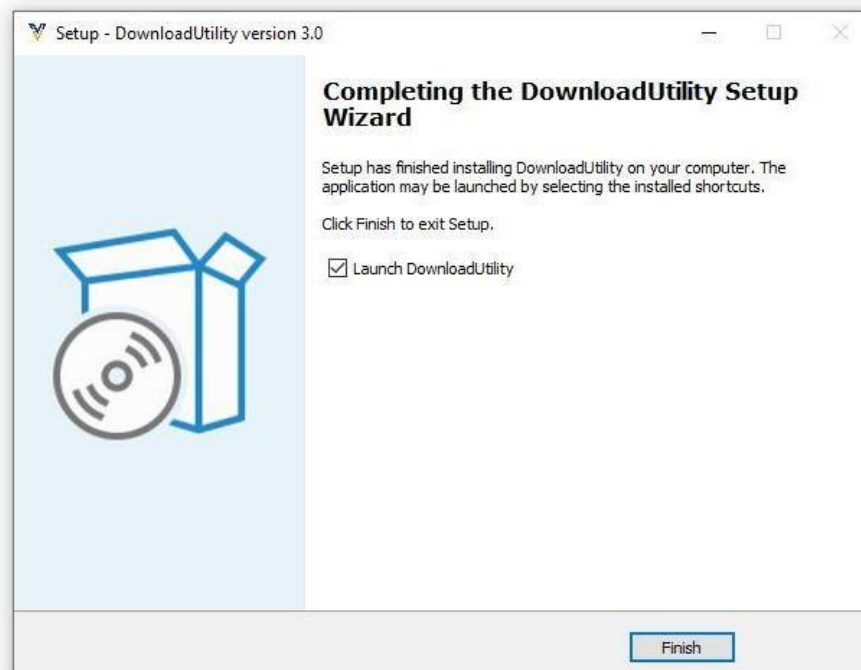 Setup - DownloadUtility version 3.0
Completing the DownloadUtility Setup
Wizard
Setup has finished installing DownloadUtility on your computer. The
application may be launched by selecting the installed shortcuts.
Click Finish to exit Setup.
Launch DownloadUtility
Finish